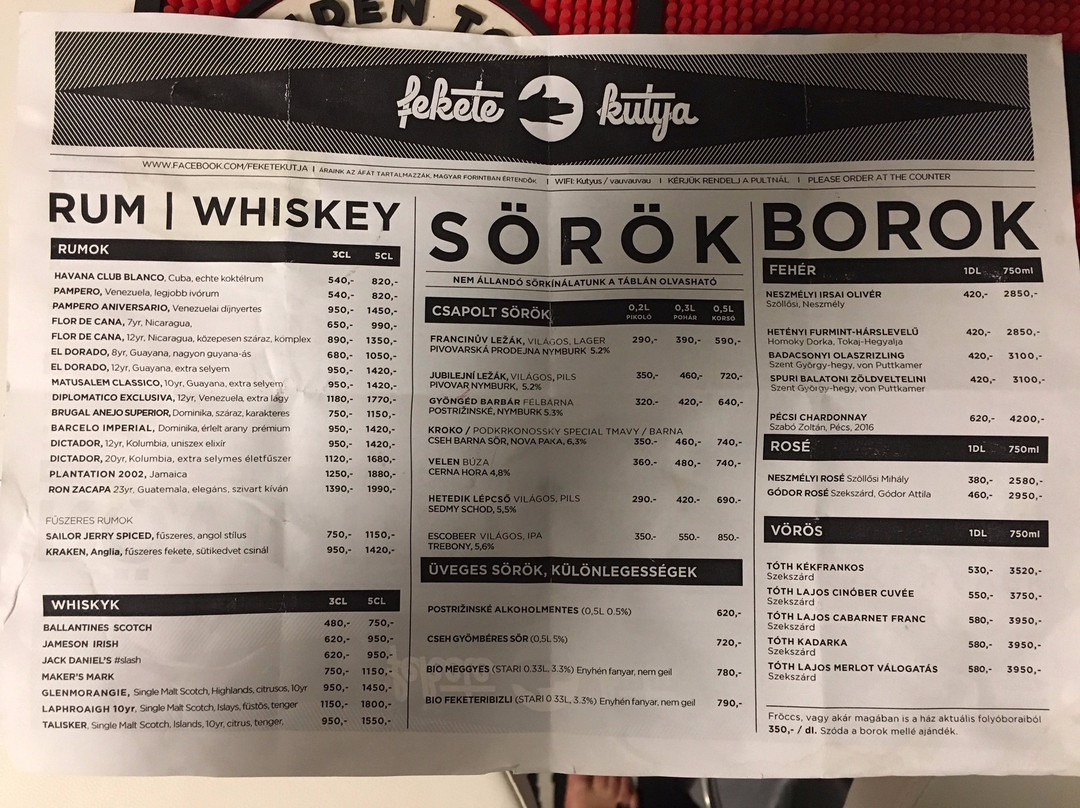 DEN TO
fekete kutya
WWW.FACEBOOK.COM/FEKETEKUTJA | ÁRAINK AZ ÁFÁT TARTALMAZZÁK, MAGYAR FORINTBAN ÉRTENDŐK. | WIFI: Kutyus / vauvauvau | KÉRJÜK RENDELJ A PULTNÁL | PLEASE ORDER AT THE COUNTER
RUM | WHISKEY
RUMOK 3CL 5CL
HAVANA CLUB BLANCO, Cuba, echte koktélrum 540,- 820,-
PAMPERO, Venezuela, legjobb ivórum 540,- 820,-
PAMPERO ANIVERSARIO, Venezuelai díjnyertes 950,- 1450,-
FLOR DE CANA, 7yr, Nicaragua, 650,- 990,-
FLOR DE CANA, 12yr, Nicaragua, közepesen száraz, komplex 890,- 1350,-
EL DORADO, 8yr, Guayana, nagyon guyana-ás 680,- 1050,-
EL DORADO, 12yr, Guayana, extra selyem 950,- 1420,-
MATUSALEM CLASSICO, 10yr, Guayana, extra selyem 950,- 1420,-
DIPLOMATICO EXCLUSIVA, 12yr, Venezuela, extra lágy 1180,- 1770,-
BRUGAL ANEJO SUPERIOR, Dominika, száraz, karakteres 750,- 1150,-
BARCELO IMPERIAL, Dominika, érlelt arany prémium 950,- 1420,-
DICTADOR, 12yr, Kolumbia, uniszex elixír 950,- 1420,-
DICTADOR, 20yr, Kolumbia, extra selymes életfűszer 1120,- 1680,-
PLANTATION 2002, Jamaica 1250,- 1880,-
RON ZACAPA 23yr, Guatemala, elegáns, szivart kíván 1390,- 1990,-
FŰSZERES RUMOK
SAILOR JERRY SPICED, fűszeres, angol stílus 750,- 1150,-
KRAKEN, Anglia, fűszeres fekete, sütikedvet csinál 950,- 1420,-
WHISKYK 3CL 5CL
BALLANTINES SCOTCH 480,- 750,-
JAMESON IRISH 620,- 950,-
JACK DANIEL'S #slash 620,- 950,-
MAKER'S MARK 750,- 1150,-
GLENMORANGIE, Single Malt Scotch, Highlands, citrusos, 10yr 950,- 1450,-
LAPHROAIGH 10yr, Single Malt Scotch, Islays, füstös, tenger 1150,- 1800,-
TALISKER, Single Malt Scotch, Islands, 10yr, citrus, tenger, 950,- 1550,-
SÖRÖK
NEM ÁLLANDÓ SÖRKÍNÁLATUNK A TÁBLÁN OLVASHATÓ
CSAPOLT SÖRÖK 0,2L 0,3L 0,5L
PIKOLÓ POHÁR KORSÓ
FRANCINŮV LEŽÁK, VILÁGOS, LAGER 290,- 390,- 590,-
PIVOVARSKÁ PRODEJNA NYMBURK 5.2%
JUBILEJNÍ LEŽÁK, VILÁGOS, PILS 350,- 460,- 720,-
PIVOVAR NYMBURK, 5.2%
GYÖNGÉD BARBÁR FÉLBARNA 320.- 420,- 640,-
POSTRIŽINSKÉ, NYMBURK 5.3%
KROKO / PODKRKONOSSKY SPECIAL TMAVY / BARNA
CSEH BARNA SÖR, NOVA PAKA, 6,3% 350.- 460,- 740,-
VELEN BÚZA 360.- 480,- 740,-
CERNA HORA 4,8%
HETEDIK LÉPCSŐ VILÁGOS, PILS 290.- 420.- 690.-
SEDMY SCHOD, 5,5%
ESCOBEER VILÁGOS, IPA 350.- 550.- 850.-
TREBONY, 5,6%
ÜVEGES SÖRÖK, KÜLÖNLEGESSÉGEK
POSTRIŽINSKÉ ALKOHOLMENTES (0,5L 0.5%) 620,-
CSEH GYÖMBÉRES SÖR (0,5L 5%) 720,-
BIO MEGGYES (STARI 0.33L, 3.3%) Enyhén fanyar, nem geil 780,-
BIO FEKETERIBIZLI (STARI 0.33L, 3.3%) Enyhén fanyar, nem geil 790,-
BOROK
FEHÉR 1DL 750ml
NESZMÉLYI IRSAI OLIVÉR 420,- 2850,-
Szöllősi, Neszmély
HETÉNYI FURMINT-HÁRSLEVELŰ 420,- 2850,-
Homoky Dorka, Tokaj-Hegyalja
BADACSONYI OLASZRIZLING 420,- 3100,-
Szent György-hegy, von Puttkamer
SPURI BALATONI ZÖLDVELTELINI 420,- 3100,-
Szent György-hegy, von Puttkamer
PÉCSI CHARDONNAY 620,- 4200,-
Szabó Zoltán, Pécs, 2016
ROSÉ 1DL 750ml
NESZMÉLYI ROSÉ Szöllősi Mihály 380,- 2580,-
GÓDOR ROSÉ Szekszárd, Gódor Attila 460,- 2950,-
VÖRÖS 1DL 750ml
TÓTH KÉKFRANKOS 530,- 3520,-
Szekszárd
TÓTH LAJOS CINÓBER CUVÉE 550,- 3750,-
Szekszárd
TÓTH LAJOS CABARNET FRANC 580,- 3950,-
Szekszárd
TÓTH KADARKA 580,- 3950,-
Szekszárd
TÓTH LAJOS MERLOT VÁLOGATÁS 580,- 3950,-
Szekszárd
Fröccs, vagy akár magában is a ház aktuális folyóboraiból
350,- / dl. Szóda a borok mellé ajándék.